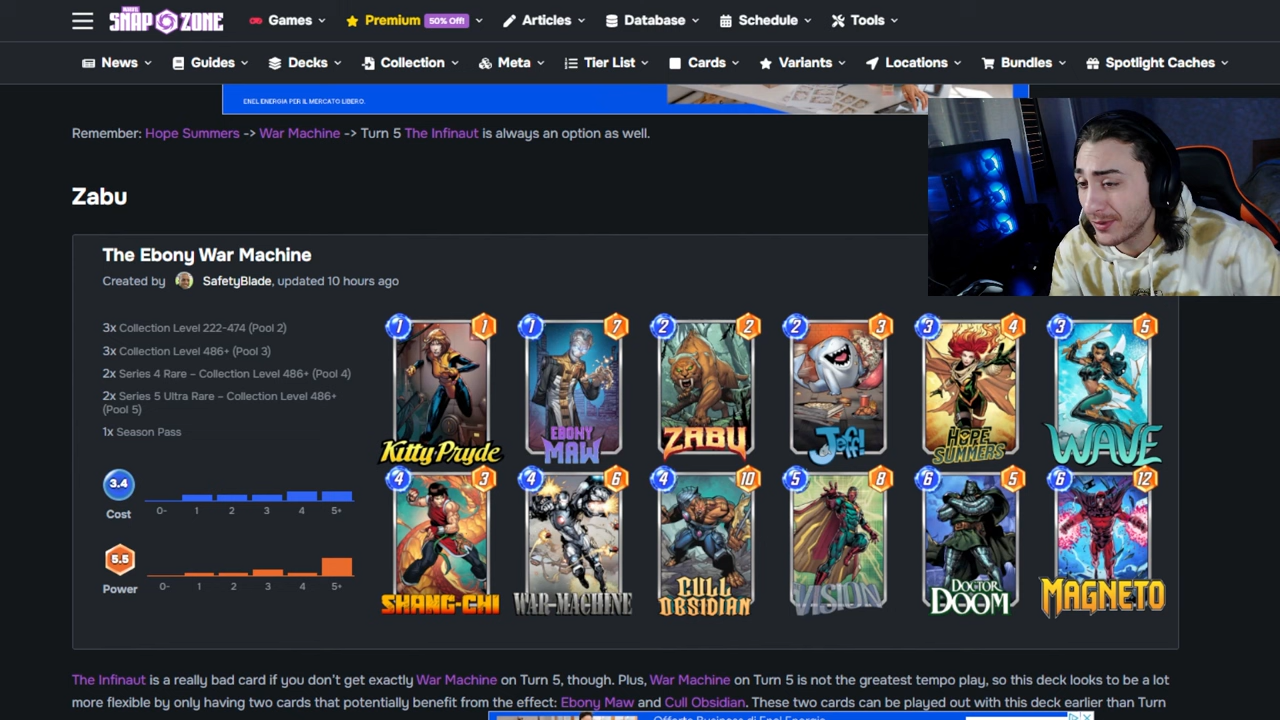 MARVEL SNAP ZONE Games Premium 50% Off! Articles Database Schedule Tools
News Guides Decks Collection Meta Tier List Cards Variants Locations Bundles Spotlight Caches
ENEL ENERGIA PER IL MERCATO LIBERO.
Remember: Hope Summers -> War Machine -> Turn 5 The Infinaut is always an option as well.
Zabu
The Ebony War Machine
Created by SafetyBlade, updated 10 hours ago
3x Collection Level 222-474 (Pool 2)
3x Collection Level 486+ (Pool 3)
2x Series 4 Rare – Collection Level 486+ (Pool 4)
2x Series 5 Ultra Rare – Collection Level 486+
(Pool 5)
1x Season Pass
3.4
Cost
0- 1 2 3 4 5+
5.5
Power
0- 1 2 3 4 5+
1 1 1 7 2 2 2 3 3 4 3 5
Kitty Pryde EBONY MAW ZABU Jeff! HOPE SUMMERS WAVE
4 3 4 6 4 10 5 8 6 5 6 12
SHANG-CHI WAR-MACHINE CULL OBSIDIAN VISION DOCTOR DOOM MAGNETO
The Infinaut is a really bad card if you don't get exactly War Machine on Turn 5, though. Plus, War Machine on Turn 5 is not the greatest tempo play, so this deck looks to be a lot
more flexible by only having two cards that potentially benefit from the effect: Ebony Maw and Cull Obsidian. These two cards can be played out with this deck earlier than Turn